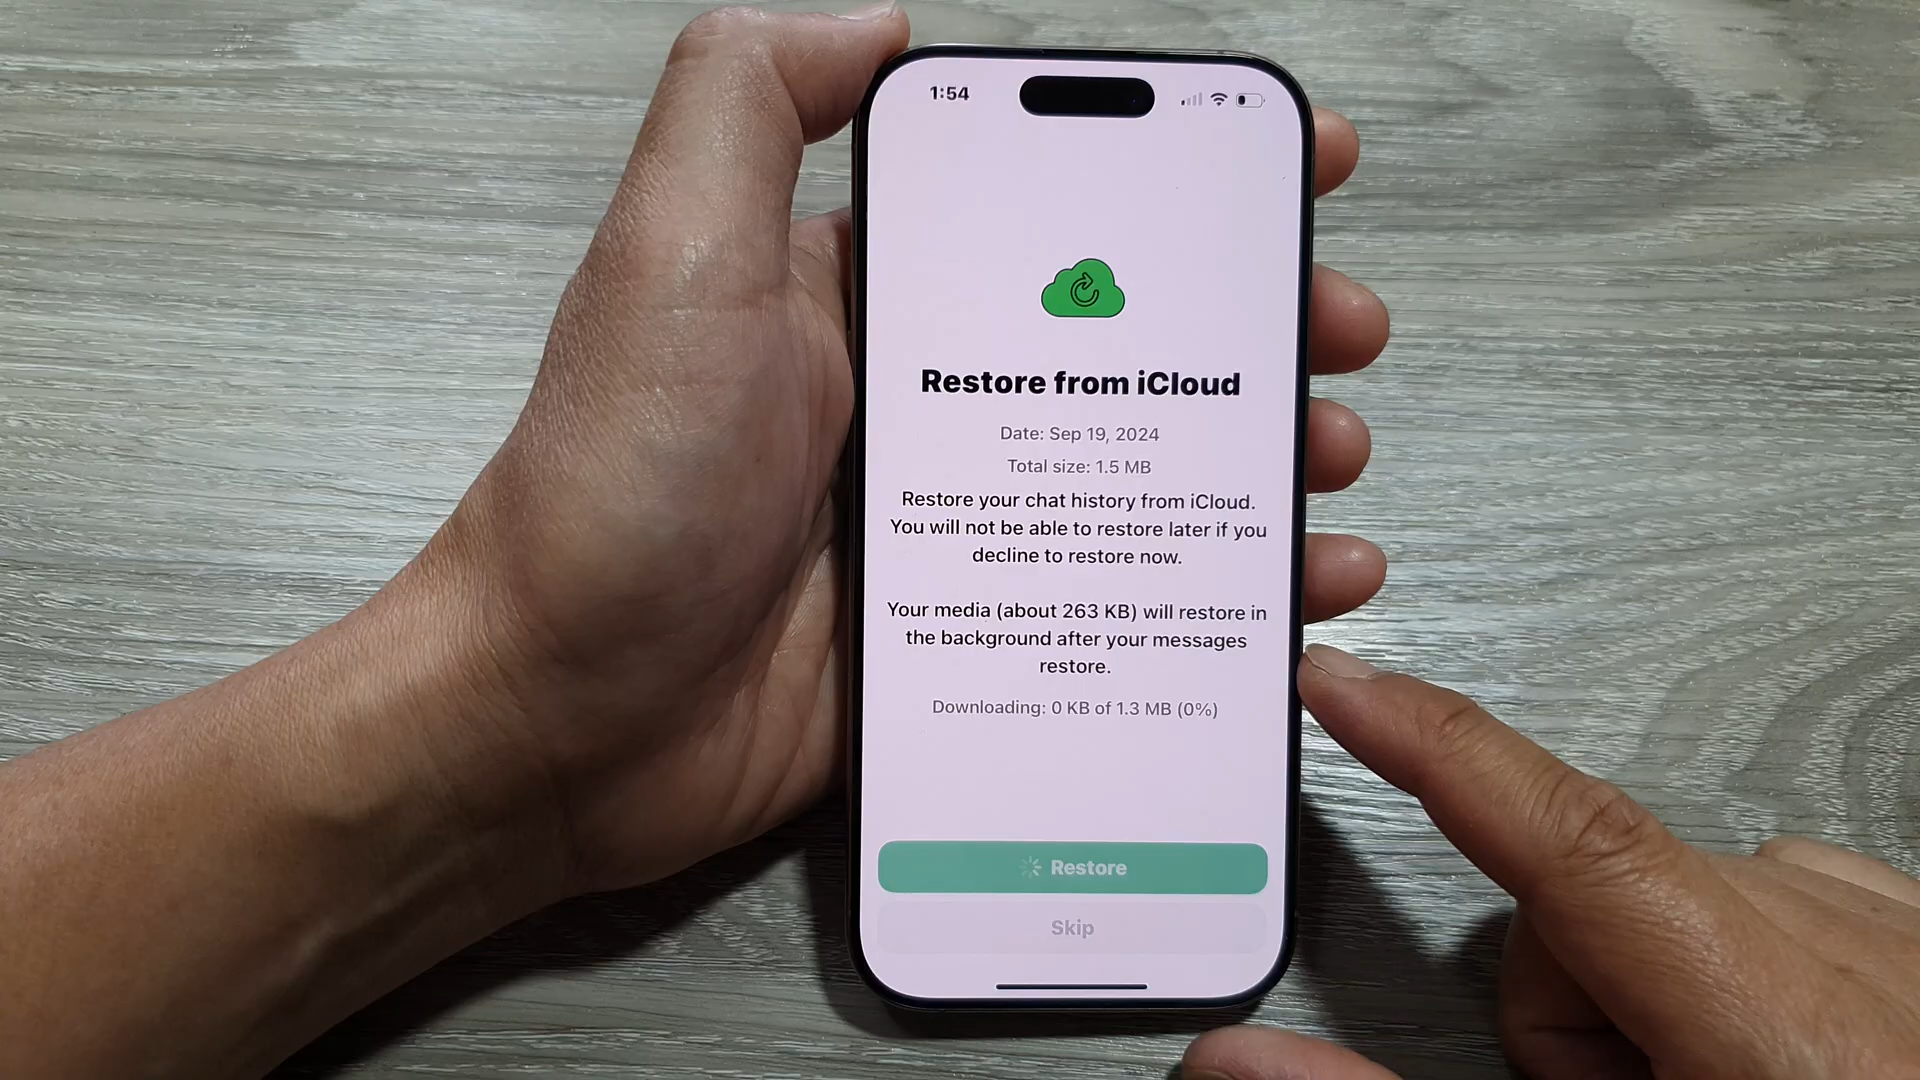 1:54
Restore from iCloud
Date: Sep 19, 2024
Total size: 1.5 MB
Restore your chat history from iCloud.
You will not be able to restore later if you
decline to restore now.
Your media (about 263 KB) will restore in
the background after your messages
restore.
Downloading: 0 KB of 1.3 MB (0%)
Restore
Skip